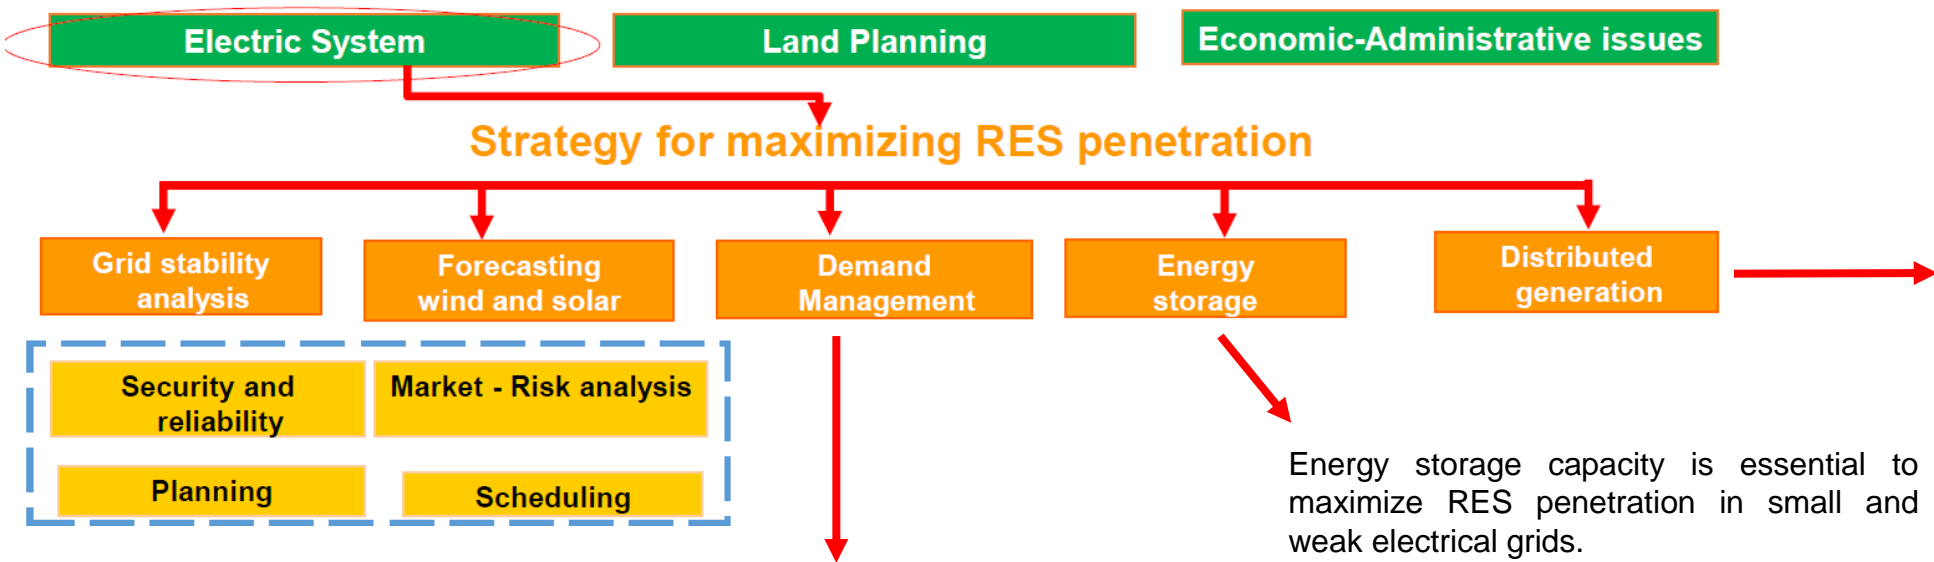 Electric System
Land Planning
Economic-Administrative issues
Strategy for maximizing RES penetration
Grid stability
analysis
Forecasting
wind and solar
Demand
Management
Energy
storage
Distributed
generation
Security and
reliability
Market - Risk analysis
Planning
Scheduling
Energy storage capacity is essential to
maximize RES penetration in small and
weak electrical grids.